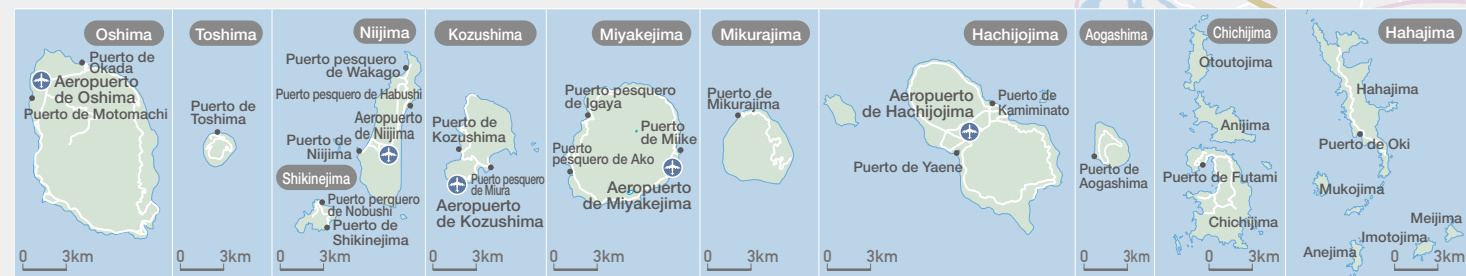 Oshima
Puerto de
Okada
Aeropuerto
de Oshima
Puerto de Motomachi
0 3km
Toshima
Puerto de
Toshima
0 3km
Niijima
Puerto pesquero
de Wakago
Puerto pesquero de Habushi
Aeropuerto
de Niijima
Puerto de
Niijima
Shikinejima
Puerto perquero
de Nobushi
Puerto de
Shikinejima
0 3km
Kozushima
Puerto de
Kozushima
Puerto pesquero
de Miura
Aeropuerto
de Kozushima
0 3km
Miyakejima
Puerto pesquero
de Igaya
Puerto
de Miike
Puerto
pesquero de Ako
Aeropuerto
de Miyakejima
0 3km
Mikurajima
Puerto de
Mikurajima
0 3km
Hachijojima
Aeropuerto
de Hachijojima
Puerto de
Kamiminato
Puerto de Yaene
0 3km
Aogashima
Puerto de
Aogashima
0 3km
Chichijima
Otoutojima
Anijima
Puerto de Futami
Chichijima
0 3km
Hahajima
Hahajima
Puerto de Oki
Mukojima
Meijima
Imotojima
Anejima
0 3km